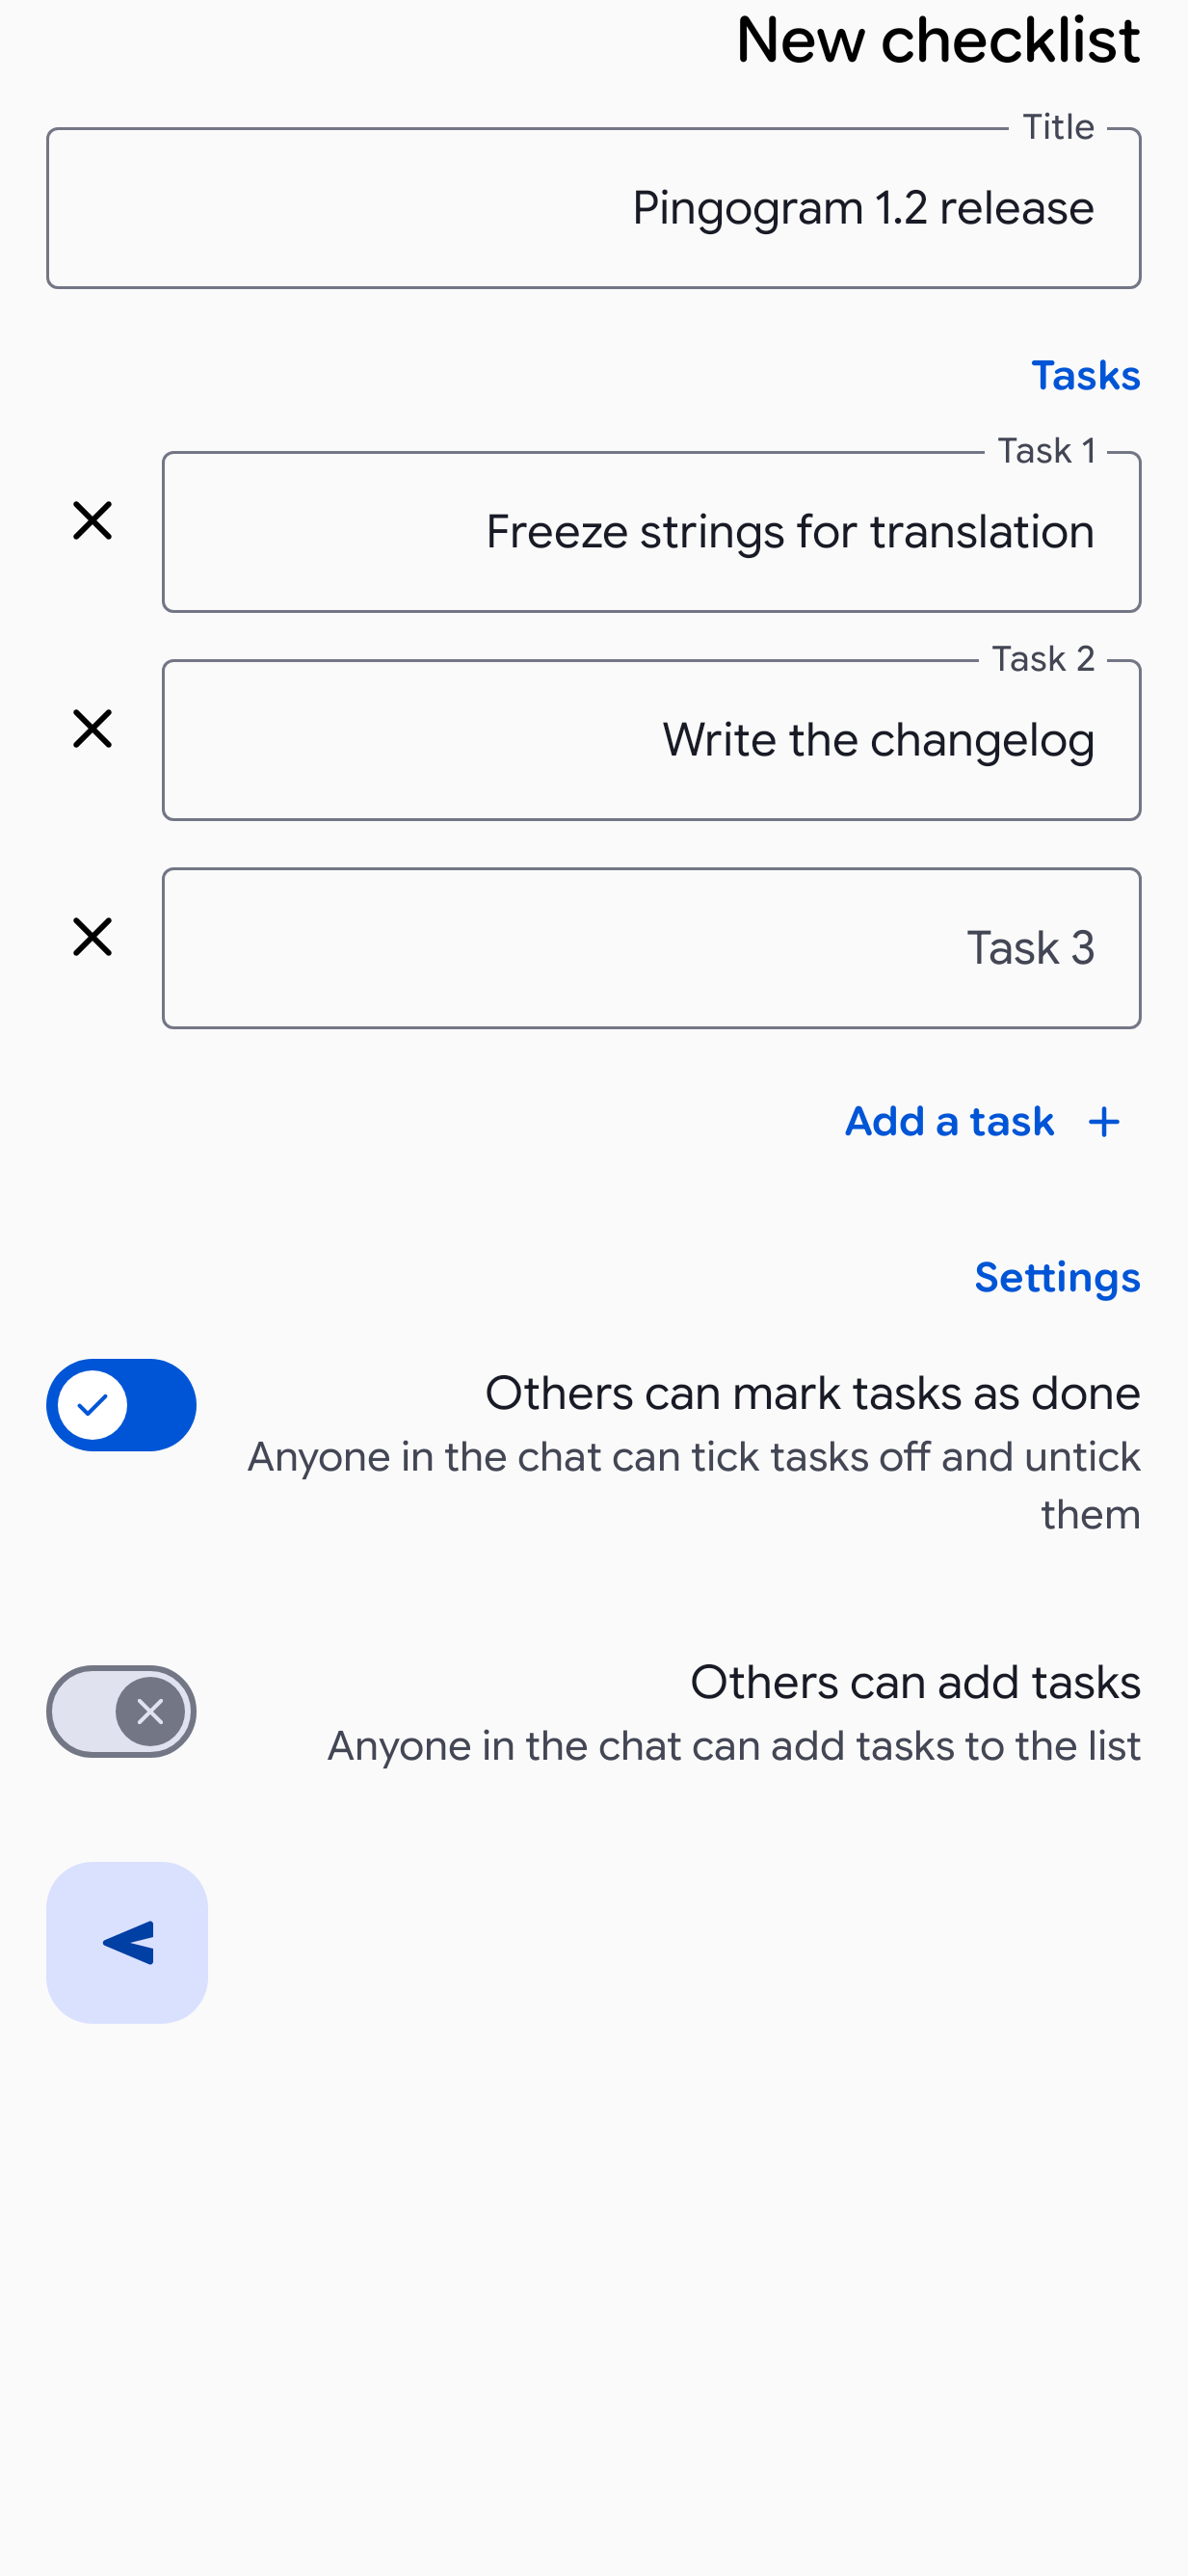 New checklist
Title
Pingogram 1.2 release
Tasks
Task 1
Freeze strings for translation
Task 2
Write the changelog
Task 3
Add a task
Settings
Others can mark tasks as done
Anyone in the chat can tick tasks off and untick
them
Others can add tasks
Anyone in the chat can add tasks to the list